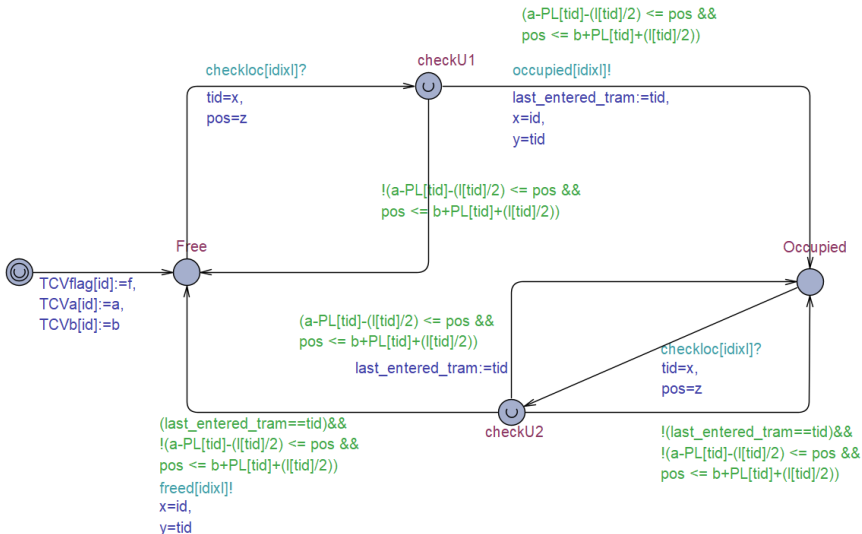 (a-PL[tid]-(l[tid]/2) <= pos &&
pos <= b+PL[tid]+(l[tid]/2))
checkU1
checkloc[idixl]?
tid=x,
pos=z
occupied[idixl]!
last_entered_tram:=tid,
x=id,
y=tid
!(a-PL[tid]-(l[tid]/2) <= pos &&
pos <= b+PL[tid]+(l[tid]/2))
Free
Occupied
TCVflag[id]:=f,
TCVa[id]:=a,
TCVb[id]:=b
(a-PL[tid]-(l[tid]/2) <= pos &&
pos <= b+PL[tid]+(l[tid]/2))
last_entered_tram:=tid
checkloc[idixl]?
tid=x,
pos=z
checkU2
(last_entered_tram==tid)&&
!(a-PL[tid]-(l[tid]/2) <= pos &&
pos <= b+PL[tid]+(l[tid]/2))
freed[idixl]!
x=id,
y=tid
!(last_entered_tram==tid)&&
!(a-PL[tid]-(l[tid]/2) <= pos &&
pos <= b+PL[tid]+(l[tid]/2))